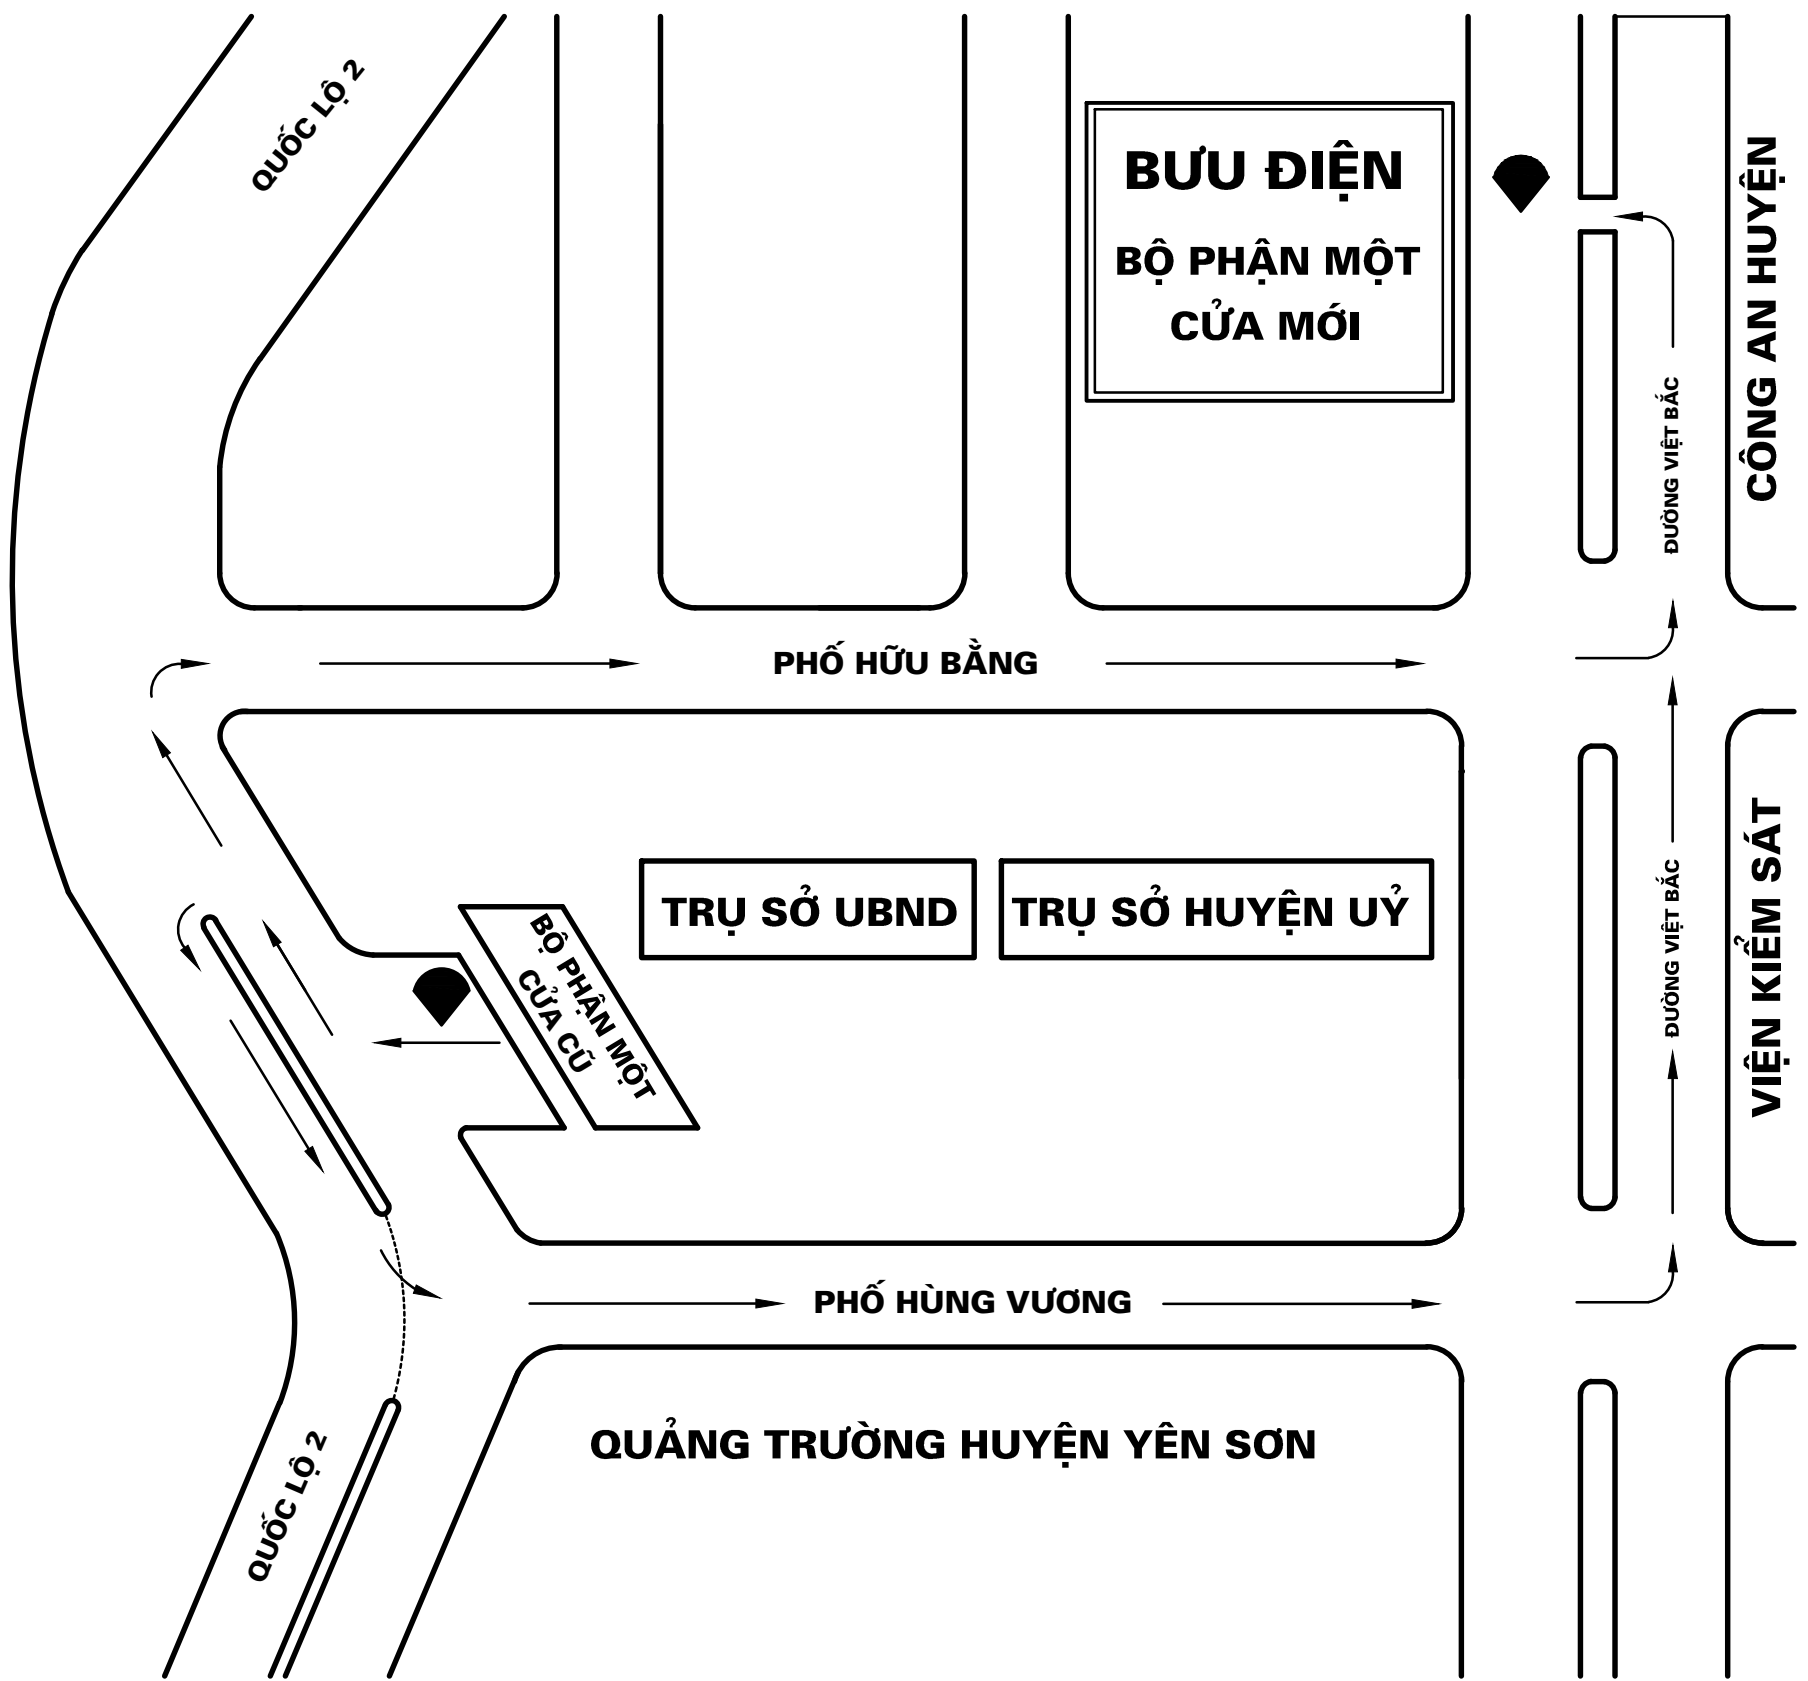 QUỐC LỘ 2
BƯU ĐIỆN
BỘ PHẬN MỘT
CỬA MỚI
CÔNG AN HUYỆN
ĐƯỜNG VIỆT BẮC
PHỐ HỮU BẰNG
TRỤ SỞ UBND
TRỤ SỞ HUYỆN UỶ
BỘ PHẬN MỘT
CỬA CŨ
ĐƯỜNG VIỆT BẮC
VIỆN KIỂM SÁT
PHỐ HÙNG VƯƠNG
QUẢNG TRƯỜNG HUYỆN YÊN SƠN
QUỐC LỘ 2